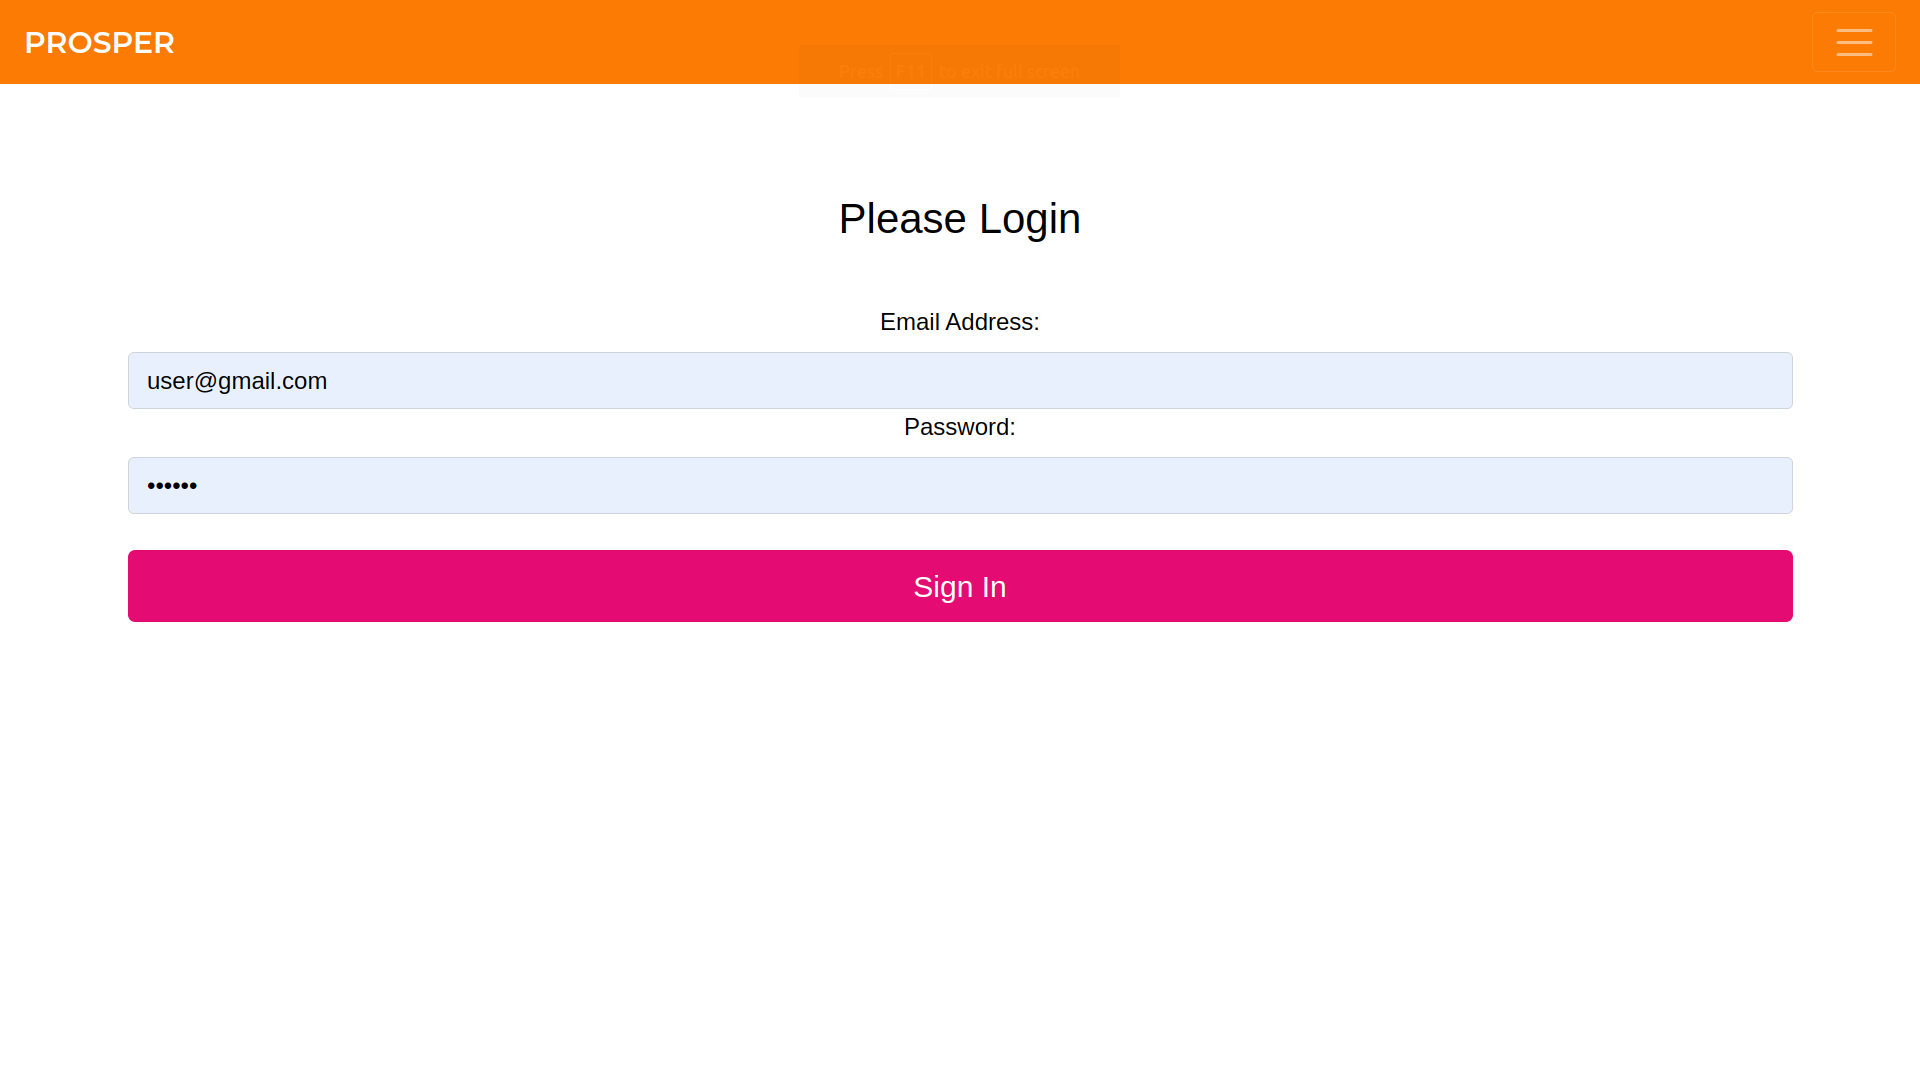 PROSPER
Press F11 to exit full screen
Please Login
Email Address:
user@gmail.com
Password:
••••••
Sign In